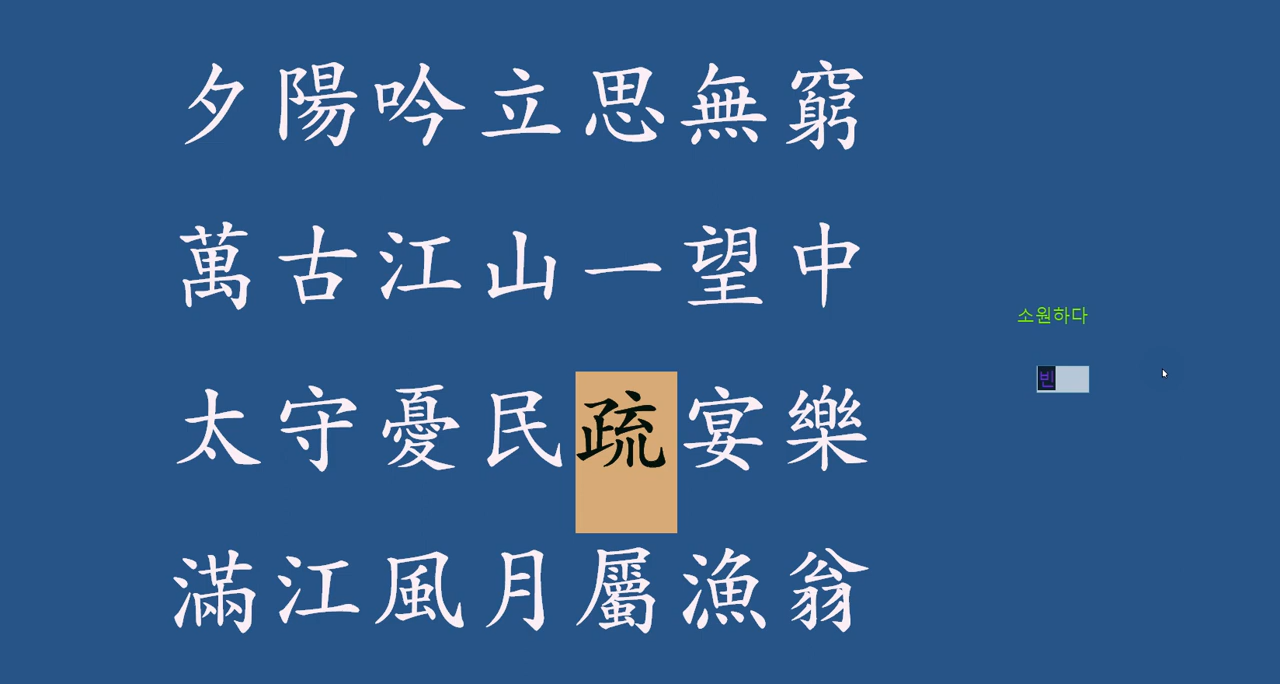 夕陽吟立思無窮
萬古江山一望中
소원하다
빈
太守憂民疏宴樂
滿江風月屬漁翁